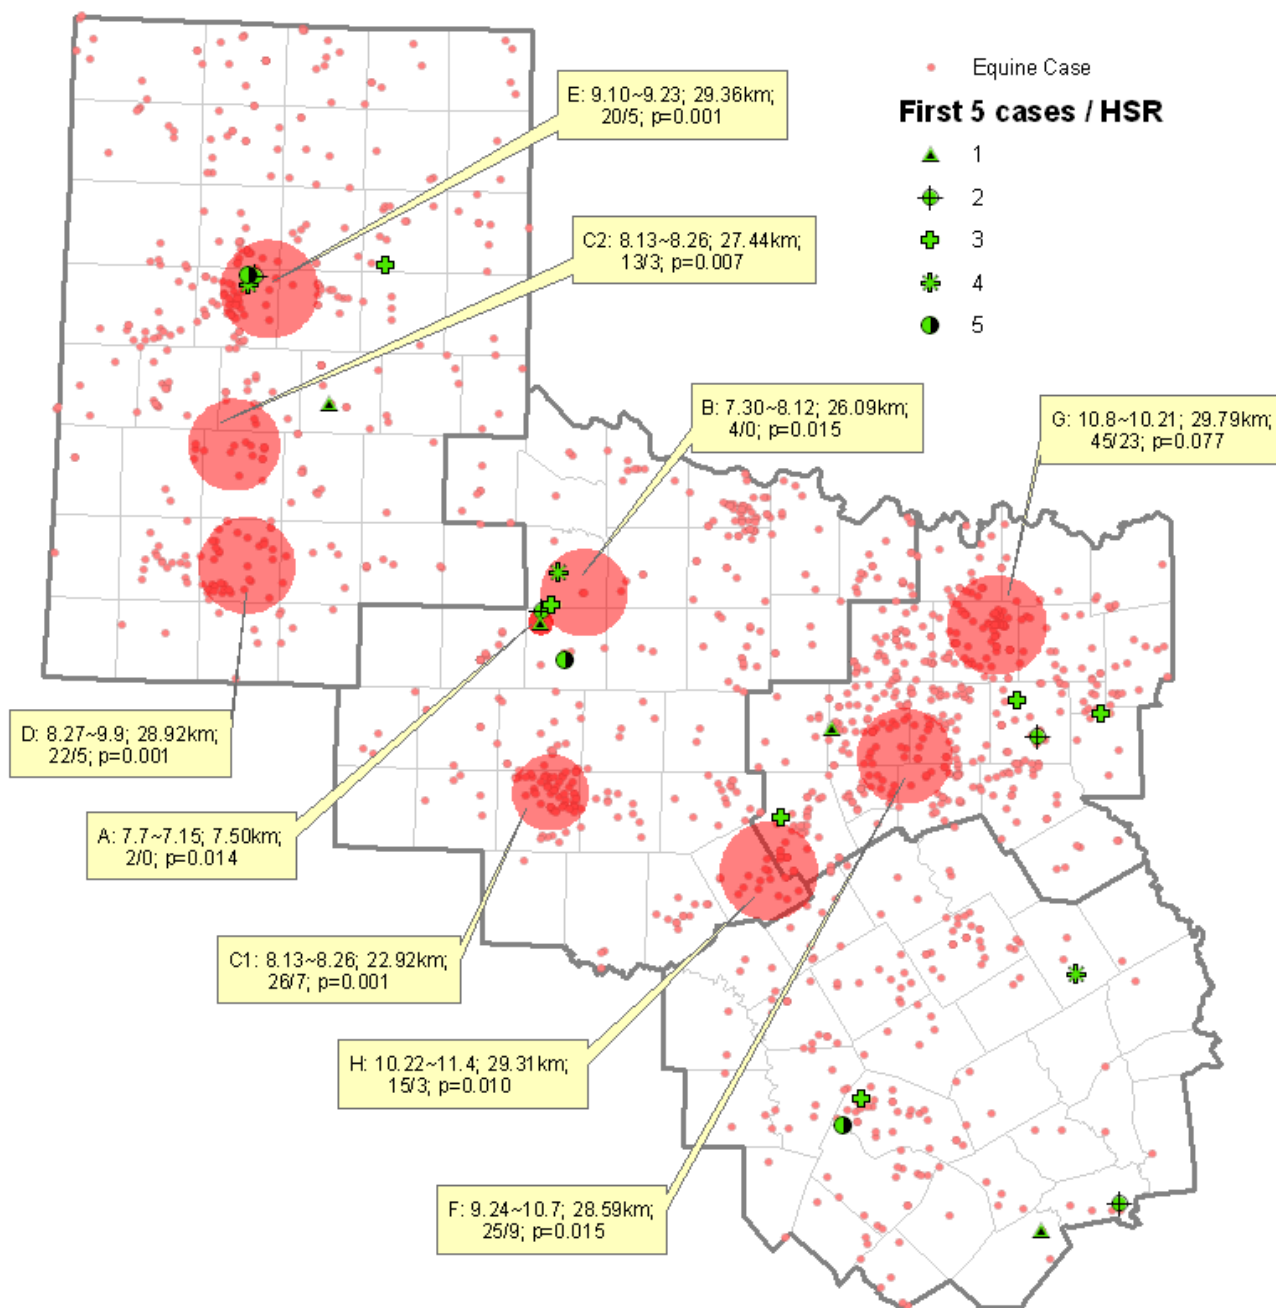 Equine Case
First 5 cases / HSR
1
2
3
4
5
E: 9.10~9.23; 29.36km;
20/5; p=0.001
C2: 8.13~8.26; 27.44km;
13/3; p=0.007
B: 7.30~8.12; 26.09km;
4/0; p=0.015
G: 10.8~10.21; 29.79km;
45/23; p=0.077
D: 8.27~9.9; 28.92km;
22/5; p=0.001
A: 7.7~7.15; 7.50km;
2/0; p=0.014
C1: 8.13~8.26; 22.92km;
26/7; p=0.001
H: 10.22~11.4; 29.31km;
15/3; p=0.010
F: 9.24~10.7; 28.59km;
25/9; p=0.015